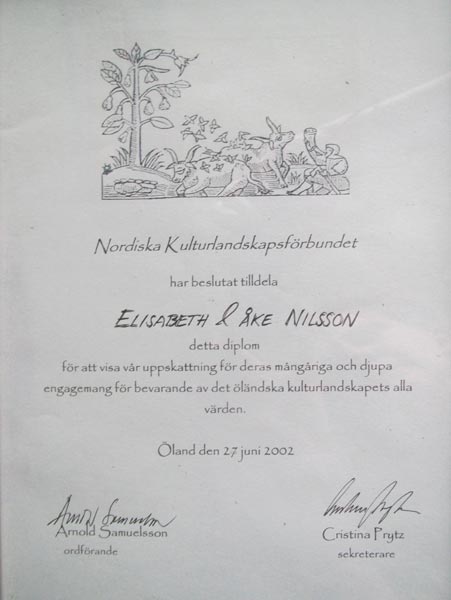 Nordiska Kulturlandskapsförbundet
har beslutat tilldela
ELISABETH & ÅKE NILSSON
detta diplom
för att visa vår uppskattning för deras mångåriga och djupa
engagemang för bevarande av det öländska kulturlandskapets alla
värden.
Öland den 27 juni 2002
Arnold Samuelsson
Arnold Samuelsson
ordförande
Cristina Prytz
sekreterare